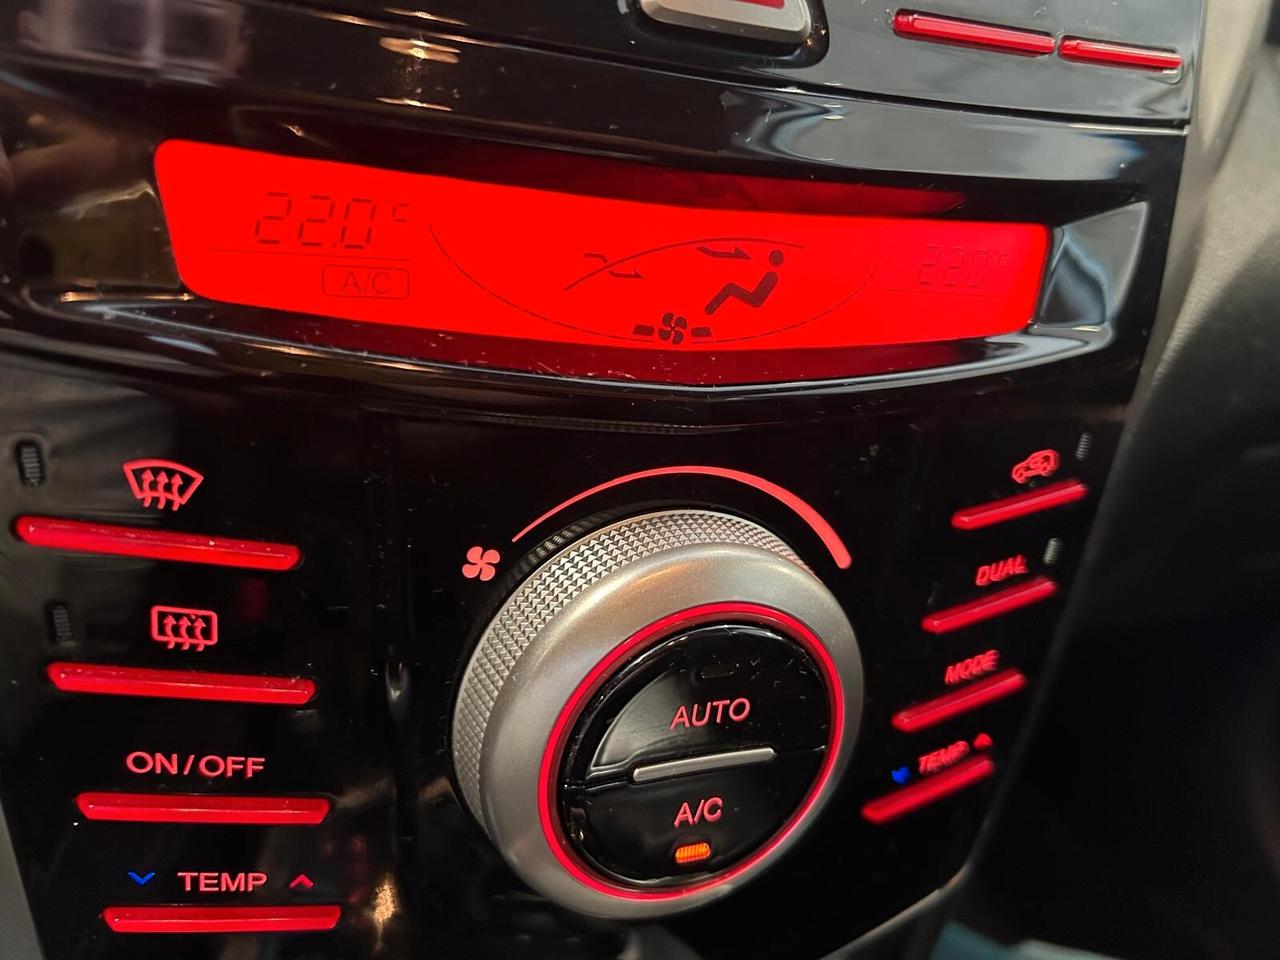 22.0°C
A/C
22.0°
DUAL
MODE
AUTO
ON/OFF
TEMP
A/C
TEMP